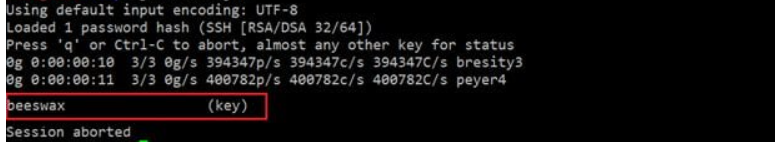 Using default input encoding: UTF-8
Loaded 1 password hash (SSH [RSA/DSA 32/64])
Press 'q' or Ctrl-C to abort, almost any other key for status
0g 0:00:00:10  3/3 0g/s 394347p/s 394347c/s 394347C/s bresity3
0g 0:00:00:11  3/3 0g/s 400782p/s 400782c/s 400782C/s peyer4
beeswax          (key)
Session aborted